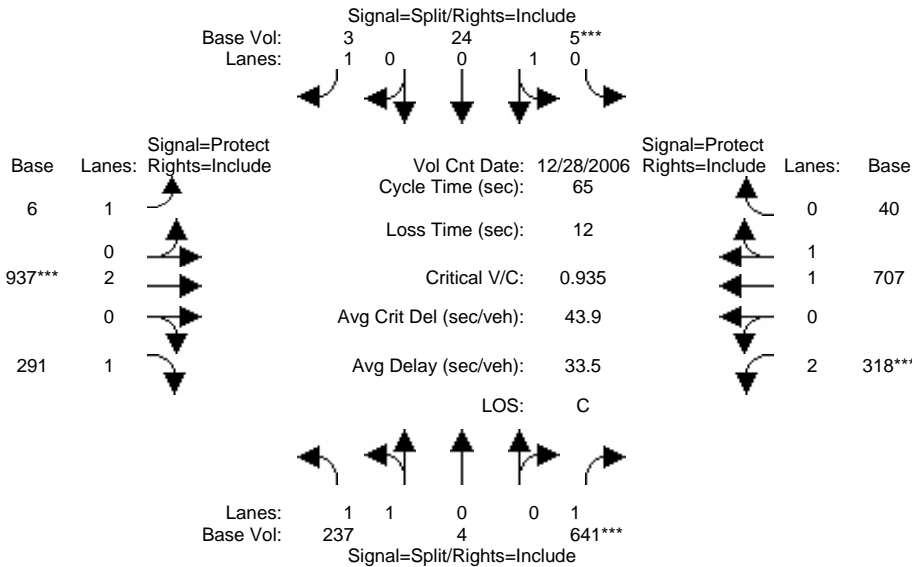 Signal=Split/Rights=Include
Base Vol: 3 24 5***
Lanes: 1 0 0 1 0
Signal=Protect Signal=Protect
Base Lanes: Rights=Include Vol Cnt Date: 12/28/2006 Rights=Include Lanes: Base
Cycle Time (sec): 65
6 1 0 40
Loss Time (sec): 12
0 1
937*** 2 Critical V/C: 0.935 1 707
0 Avg Crit Del (sec/veh): 43.9 0
291 1 Avg Delay (sec/veh): 33.5 2 318***
LOS: C
Lanes: 1 1 0 0 1
Base Vol: 237 4 641***
Signal=Split/Rights=Include